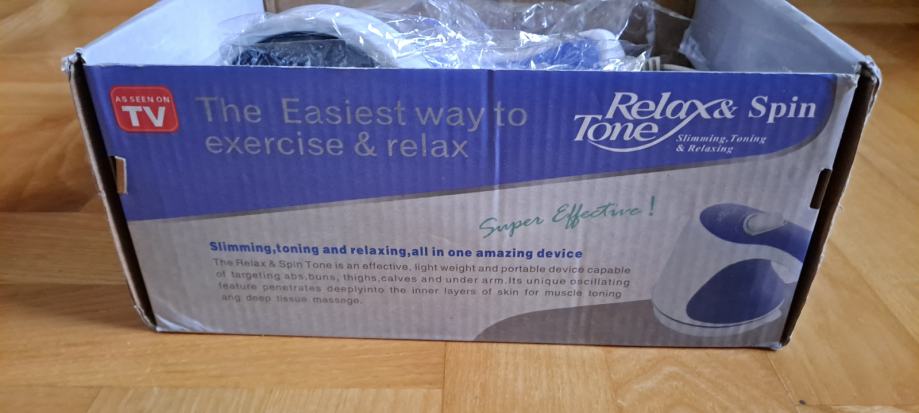 AS SEEN ON
TV
The Easiest way to
exercise & relax
Relax & Spin
Tone
Slimming, Toning
& Relaxing
Super Effective!
Slimming,toning and relaxing,all in one amazing device
The Relax & Spin Tone is an effective, light weight and portable device capable
of targeting abs,buns, thighs,calves and under arm.Its unique oscillating
feature penetrates deeplyinto the inner layers of skin for muscle toning
ang deep tissue massage.